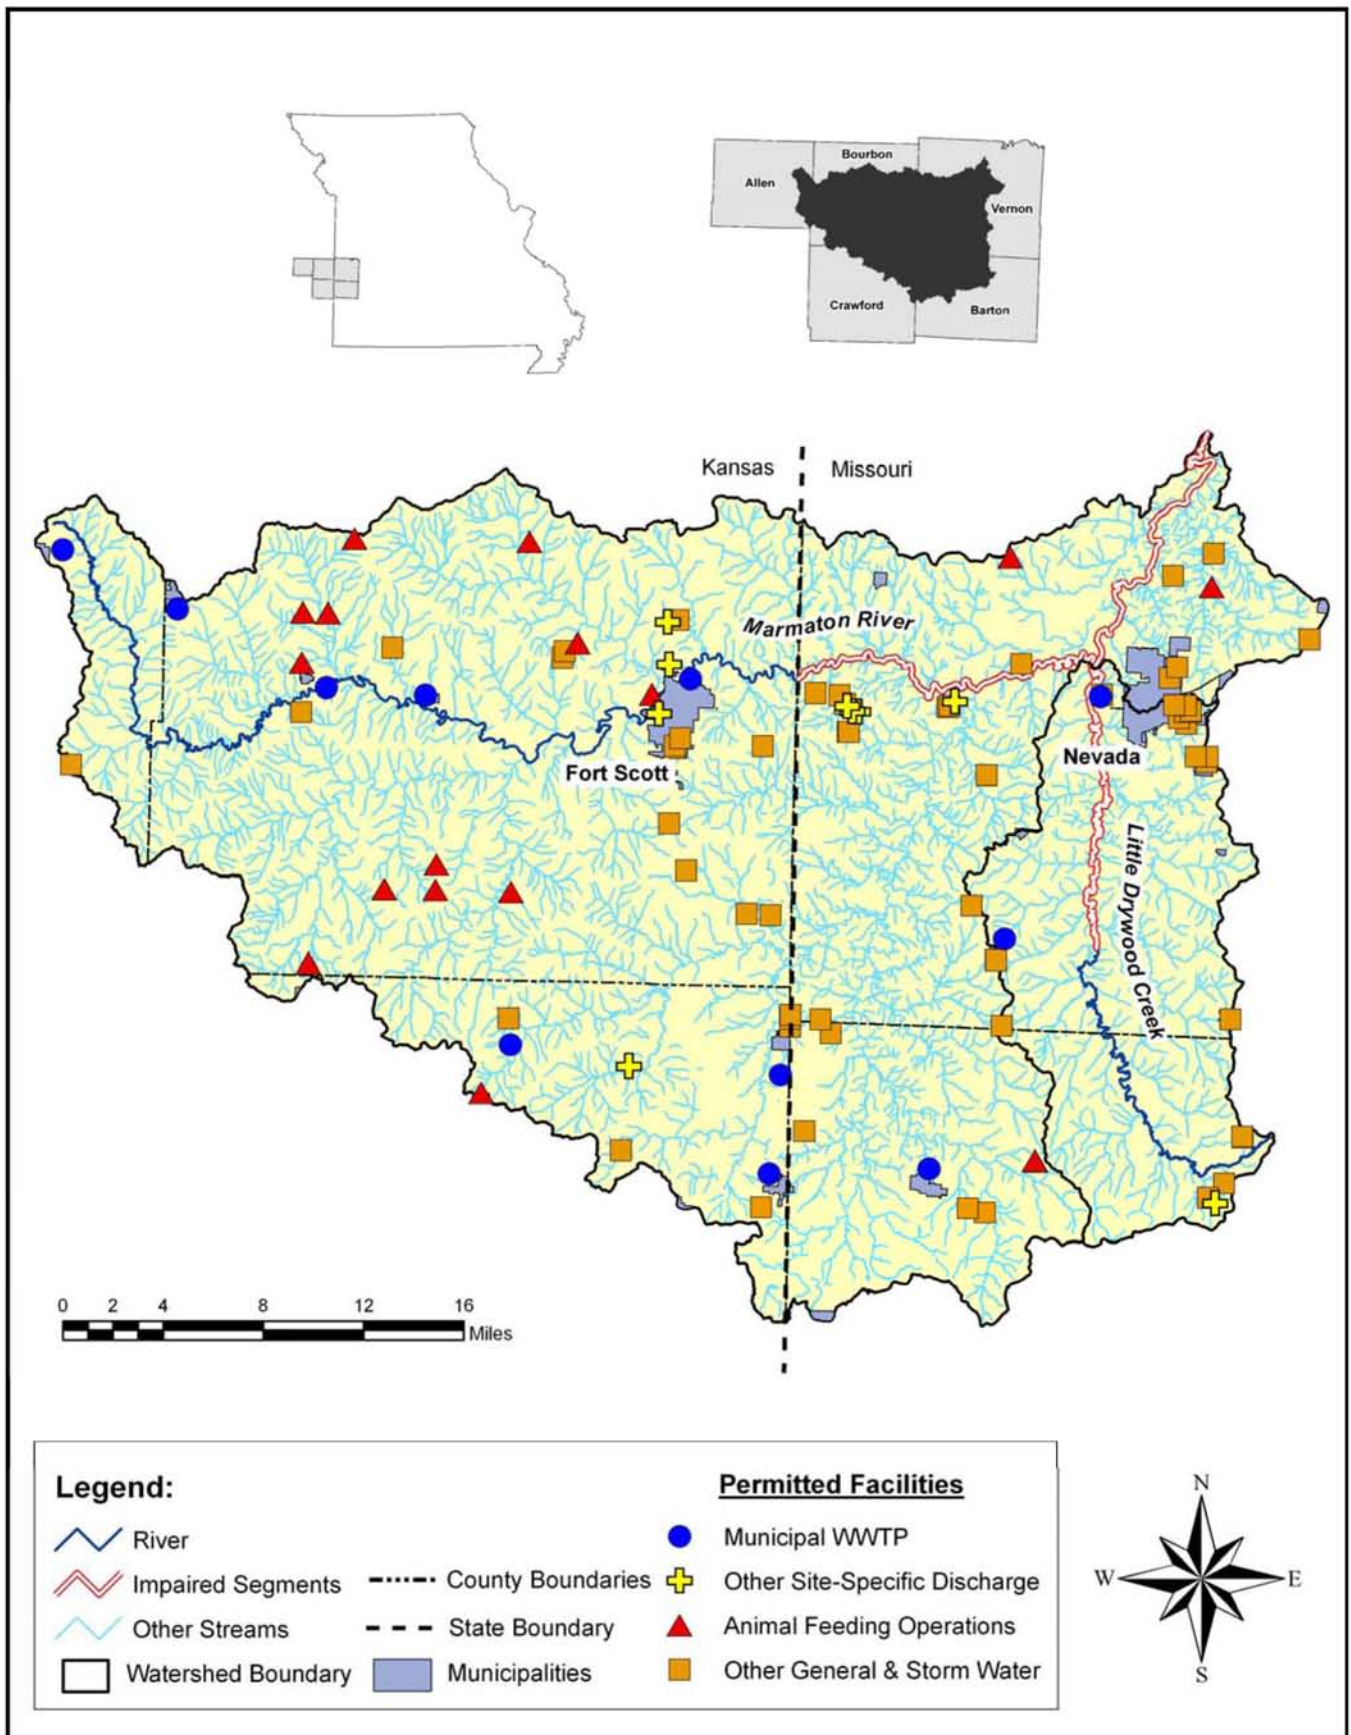 Bourbon
Allen
Vernon
Crawford
Barton
Kansas
Missouri
Marmaton River
Fort Scott
Nevada
Little Drywood Creek
0 2 4 8 12 16
Miles
Legend:
River
Impaired Segments
Other Streams
Watershed Boundary
County Boundaries
State Boundary
Municipalities
Permitted Facilities
Municipal WWTP
Other Site-Specific Discharge
Animal Feeding Operations
Other General & Storm Water
N
W
E
S